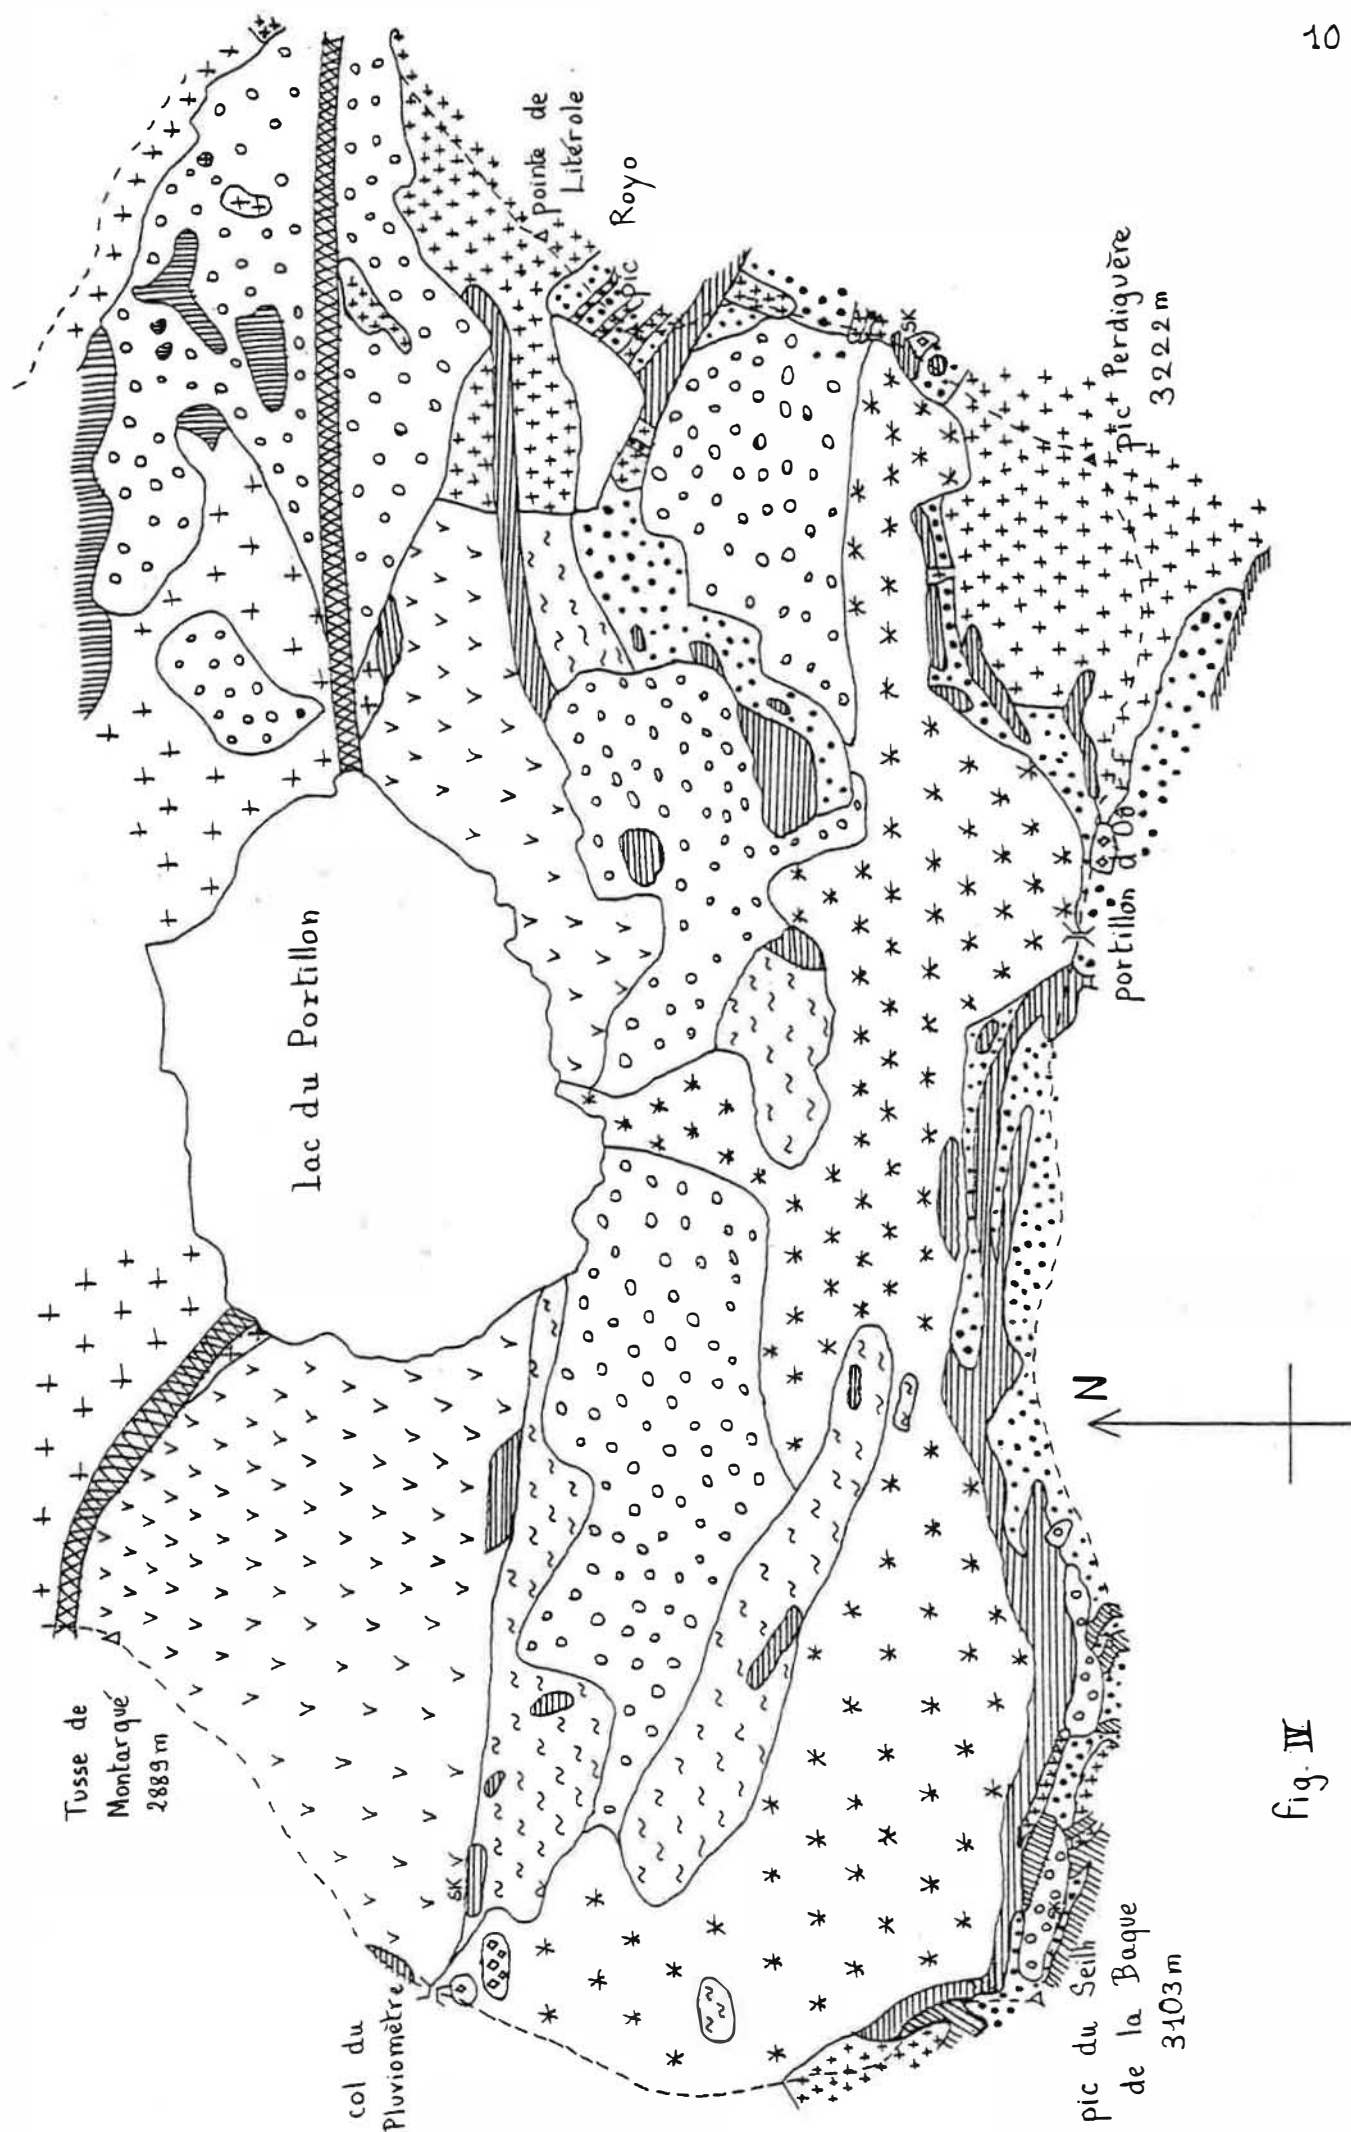 10
Tusse de
Montarqué
2889 m
col du
Pluviomètre
SK
Lac du Portillon
pointe de
Litérole
pic Royo
SK
pic Perdiguère
3222 m
portillon d'Oô
pic du Seilh
de la Baque
3103 m
N
fig. IV